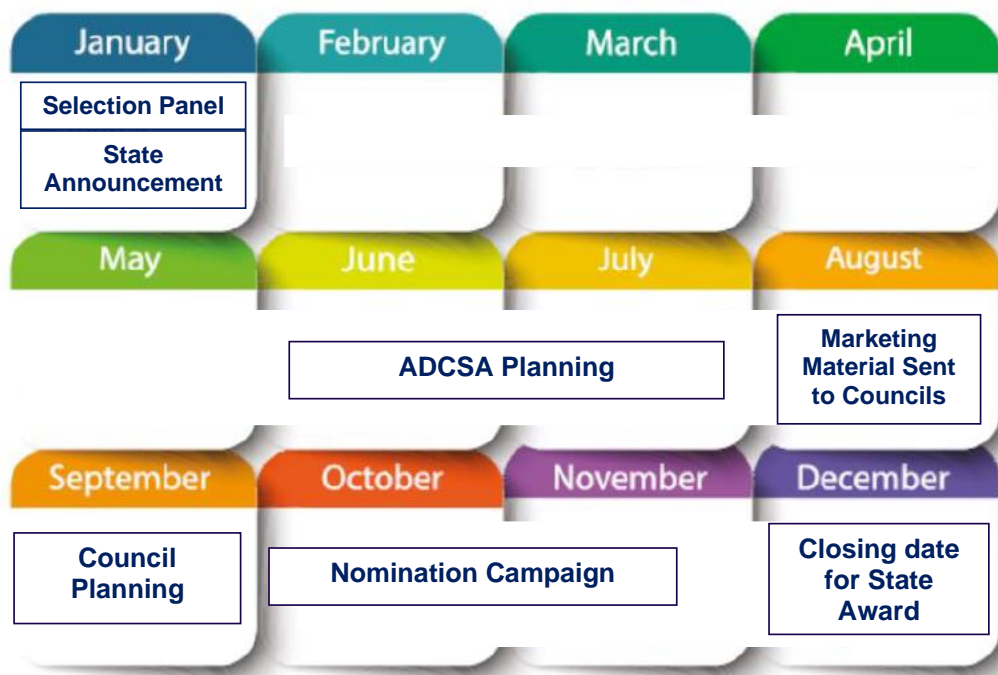 January
February
March
April
Selection Panel
State
Announcement
May
June
July
August
ADCSA Planning
Marketing
Material Sent
to Councils
September
October
November
December
Council
Planning
Nomination Campaign
Closing date
for State
Award